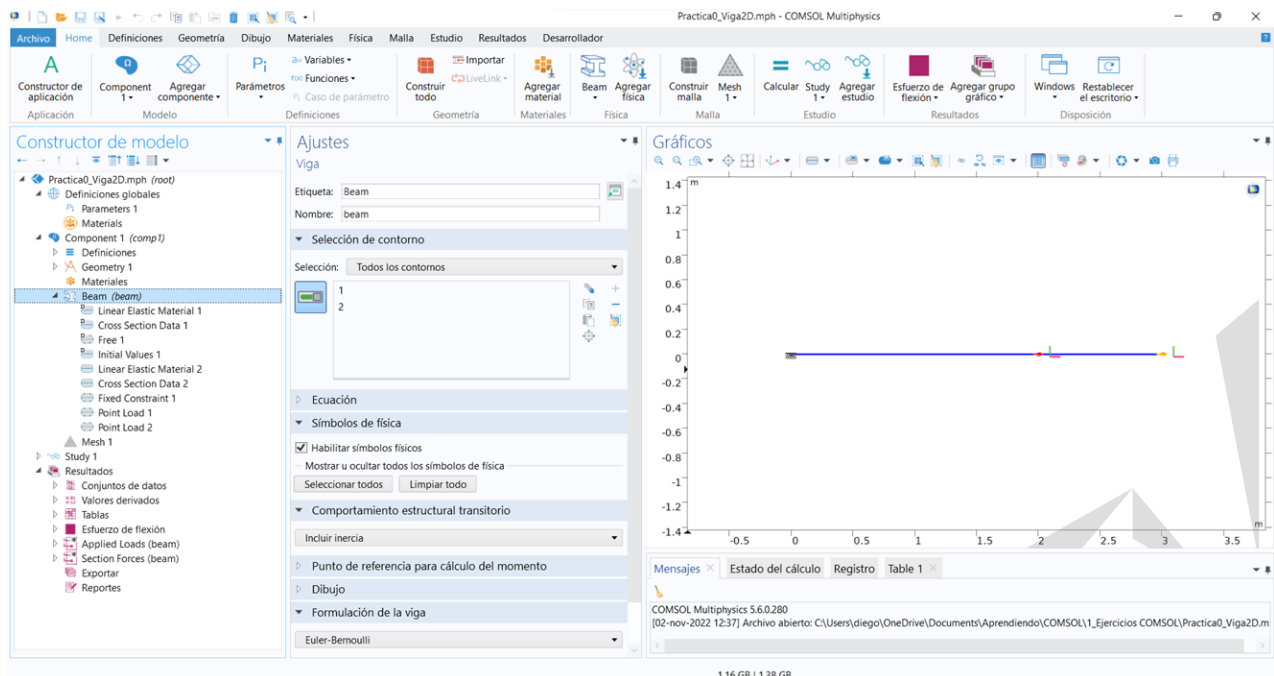 Practica0_Viga2D.mph - COMSOL Multiphysics
Archivo Home Definiciones Geometría Dibujo Materiales Física Malla Estudio Resultados Desarrollador
Constructor de aplicación
Aplicación
Component 1
Agregar componente
Modelo
Pi
Parámetros
a= Variables
f(x) Funciones
Pi Caso de parámetro
Definiciones
Construir todo
Importar
LiveLink
Geometría
Agregar material
Materiales
Beam
Agregar física
Física
Construir malla
Mesh 1
Malla
Calcular
Study 1
Agregar estudio
Estudio
Esfuerzo de flexión
Agregar grupo gráfico
Resultados
Windows
Restablecer el escritorio
Disposición
Constructor de modelo
Practica0_Viga2D.mph (root)
Definiciones globales
Pi Parameters 1
Materials
Component 1 (comp1)
Definiciones
Geometry 1
Materiales
Beam (beam)
Linear Elastic Material 1
Cross Section Data 1
Free 1
Initial Values 1
Linear Elastic Material 2
Cross Section Data 2
Fixed Constraint 1
Point Load 1
Point Load 2
Mesh 1
Study 1
Resultados
Conjuntos de datos
Valores derivados
Tablas
Esfuerzo de flexión
Applied Loads (beam)
Section Forces (beam)
Exportar
Reportes
Ajustes
Viga
Etiqueta: Beam
Nombre: beam
Selección de contorno
Selección: Todos los contornos
1
2
Ecuación
Símbolos de física
Habilitar símbolos físicos
Mostrar u ocultar todos los símbolos de física
Seleccionar todos Limpiar todo
Comportamiento estructural transitorio
Incluir inercia
Punto de referencia para cálculo del momento
Dibujo
Formulación de la viga
Euler-Bernoulli
Gráficos
m
1.4
1.2
1
0.8
0.6
0.4
0.2
0
-0.2
-0.4
-0.6
-0.8
-1
-1.2
-1.4
m
-0.5 0 0.5 1 1.5 2 2.5 3 3.5
Mensajes Estado del cálculo Registro Table 1
COMSOL Multiphysics 5.6.0.280
[02-nov-2022 12:37] Archivo abierto: C:\Users\diego\OneDrive\Documents\Aprendiendo\COMSOL\1_Ejercicios COMSOL\Practica0_Viga2D.m
1.16 GB | 1.38 GB